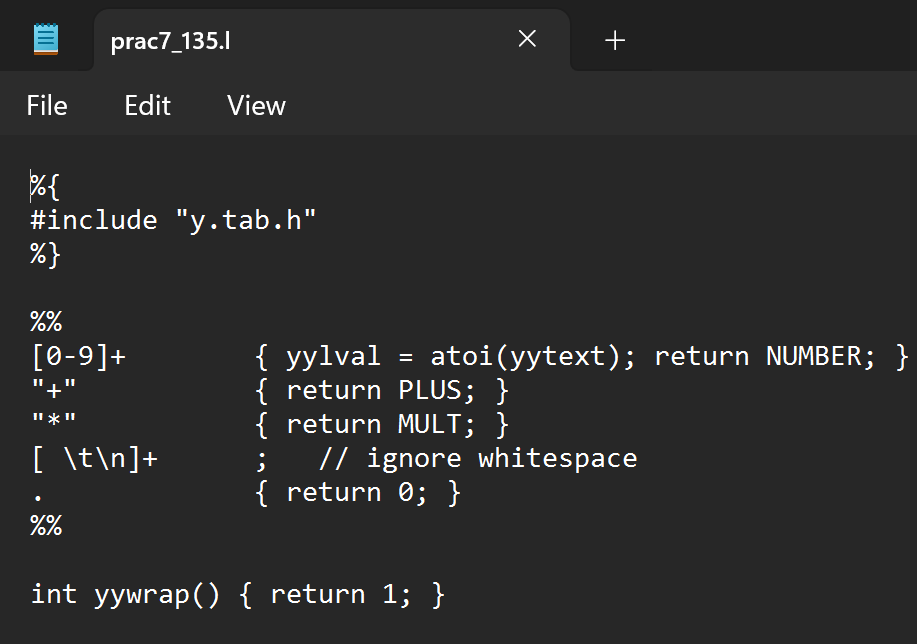 prac7_135.l
File Edit View
%{
#include "y.tab.h"
%}
%%
[0-9]+ { yylval = atoi(yytext); return NUMBER; }
"+" { return PLUS; }
"*" { return MULT; }
[ \t\n]+ ; // ignore whitespace
. { return 0; }
%%
int yywrap() { return 1; }